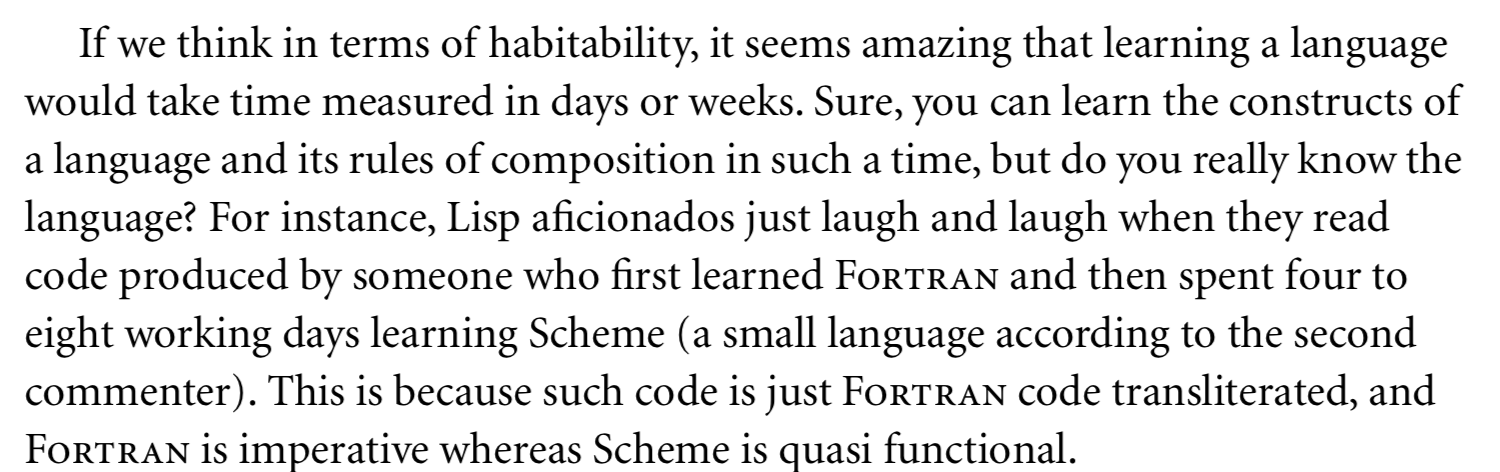 If we think in terms of habitability, it seems amazing that learning a language
would take time measured in days or weeks. Sure, you can learn the constructs of
a language and its rules of composition in such a time, but do you really know the
language? For instance, Lisp aficionados just laugh and laugh when they read
code produced by someone who first learned FORTRAN and then spent four to
eight working days learning Scheme (a small language according to the second
commenter). This is because such code is just FORTRAN code transliterated, and
FORTRAN is imperative whereas Scheme is quasi functional.